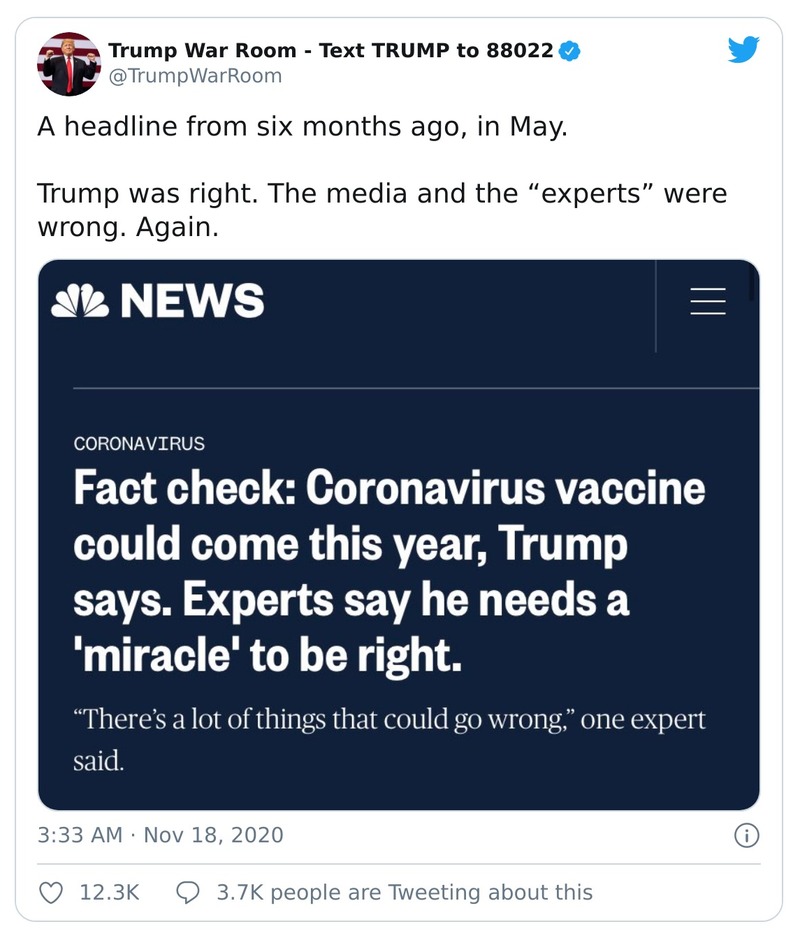 Trump War Room - Text TRUMP to 88022
@TrumpWarRoom
A headline from six months ago, in May.
Trump was right. The media and the “experts” were
wrong. Again.
NEWS
CORONAVIRUS
Fact check: Coronavirus vaccine
could come this year, Trump
says. Experts say he needs a
'miracle' to be right.
“There’s a lot of things that could go wrong,” one expert
said.
3:33 AM · Nov 18, 2020
12.3K 3.7K people are Tweeting about this